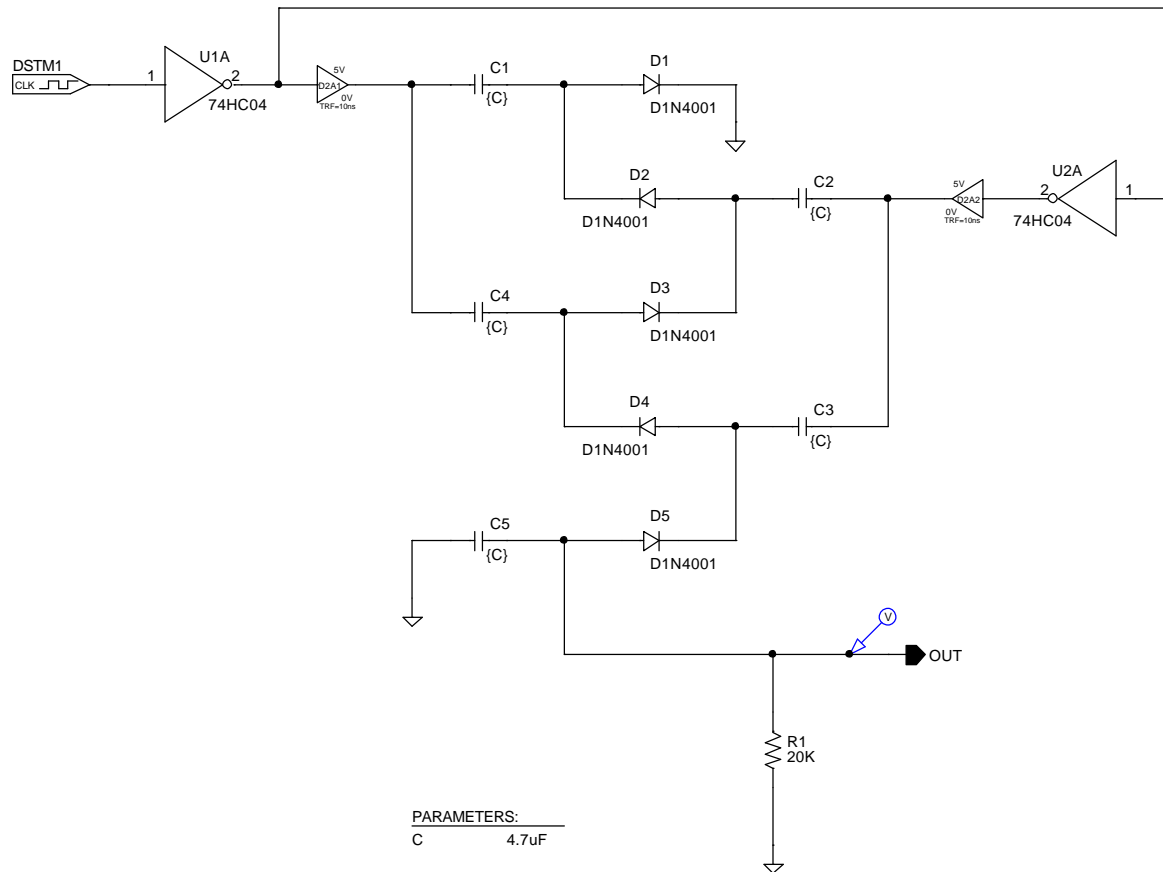 DSTM1
CLK
U1A
1
2
74HC04
5V
D2A1
0V
TRF=10ns
C1
{C}
D1
D1N4001
D2
D1N4001
C2
{C}
5V
D2A2
0V
TRF=10ns
U2A
2
1
74HC04
C4
{C}
D3
D1N4001
D4
D1N4001
C3
{C}
C5
{C}
D5
D1N4001
V
OUT
R1
20K
PARAMETERS:
C 4.7uF